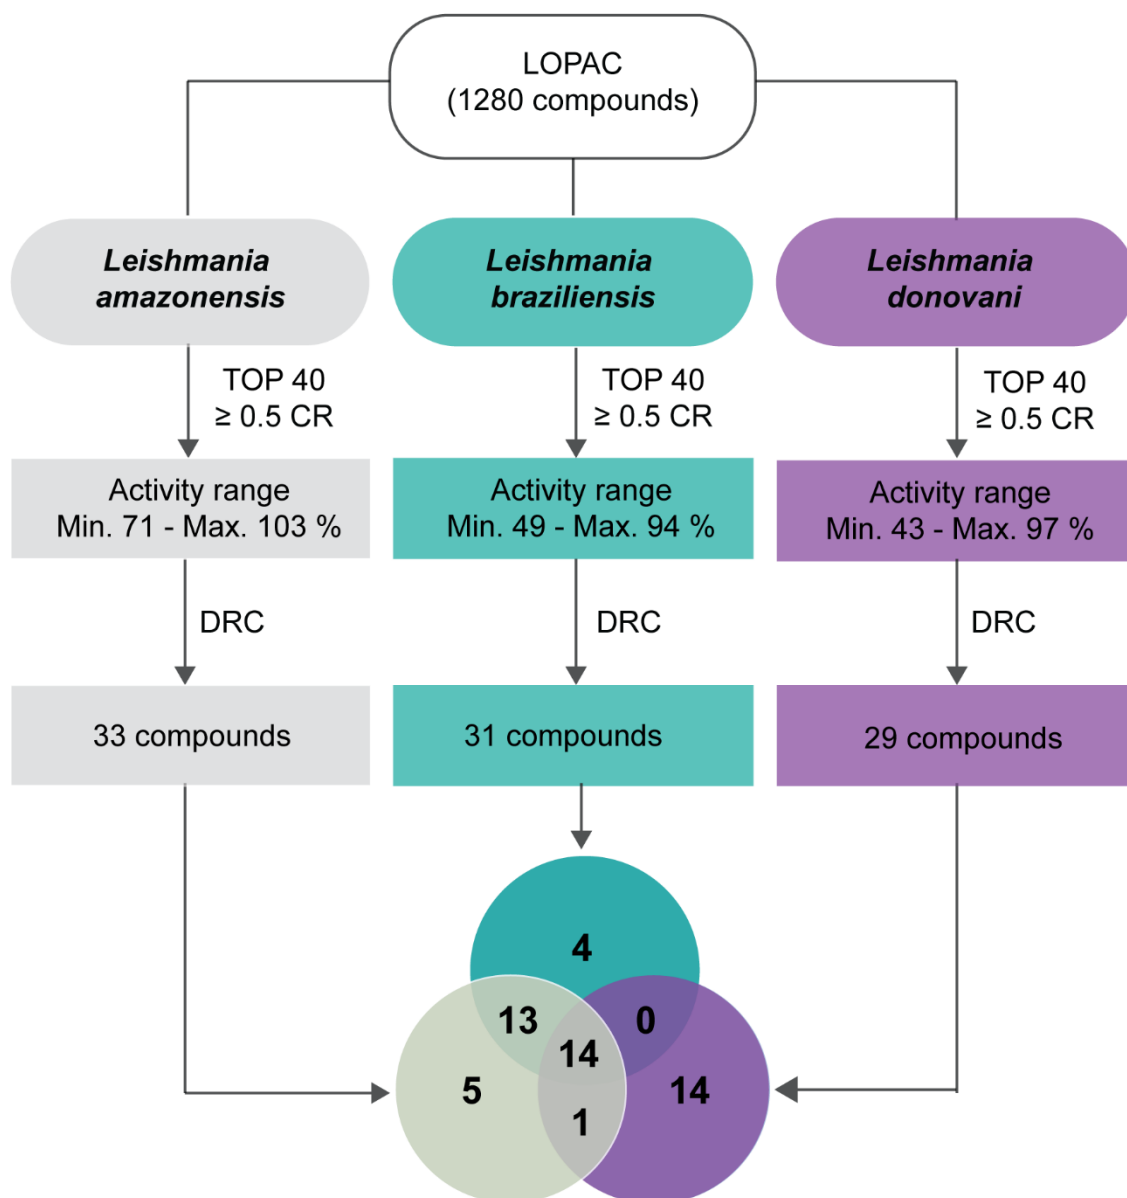 LOPAC
(1280 compounds)
Leishmania
amazonensis
Leishmania
braziliensis
Leishmania
donovani
TOP 40
≥ 0.5 CR
TOP 40
≥ 0.5 CR
TOP 40
≥ 0.5 CR
Activity range
Min. 71 - Max. 103 %
Activity range
Min. 49 - Max. 94 %
Activity range
Min. 43 - Max. 97 %
DRC
DRC
DRC
33 compounds
31 compounds
29 compounds
4
13
0
14
5
14
1